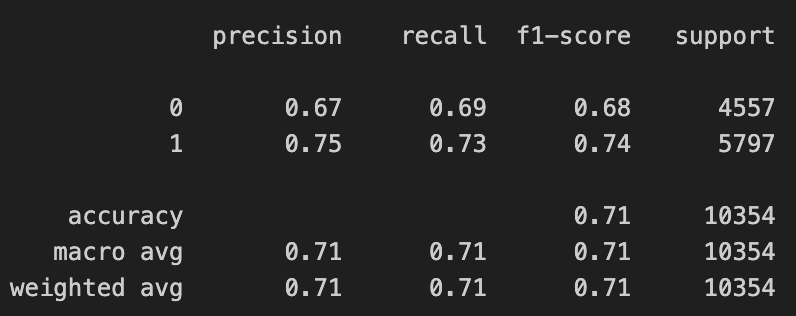 precision recall f1-score support
0 0.67 0.69 0.68 4557
1 0.75 0.73 0.74 5797
accuracy 0.71 10354
macro avg 0.71 0.71 0.71 10354
weighted avg 0.71 0.71 0.71 10354